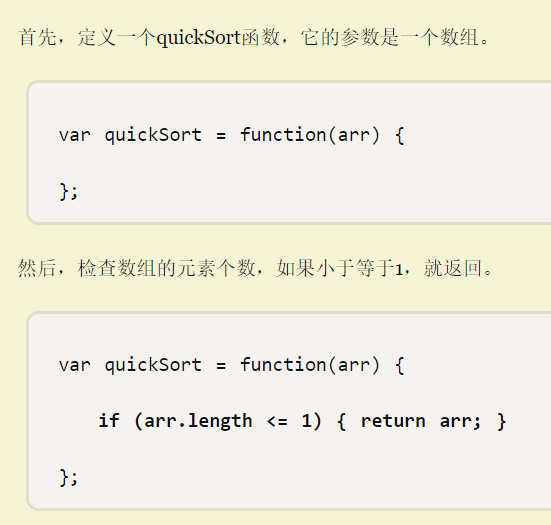 首先，定义一个quickSort函数，它的参数是一个数组。
var quickSort = function(arr) {
};
然后，检查数组的元素个数，如果小于等于1，就返回。
var quickSort = function(arr) {
if (arr.length <= 1) { return arr; }
};